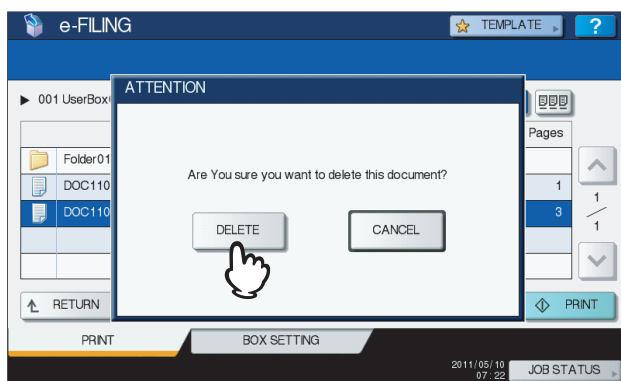 e-FILING
TEMPLATE
?
001 UserBox
ATTENTION
Pages
Folder01
Are You sure you want to delete this document?
DOC110
1
DOC110
3
1
1
DELETE
CANCEL
RETURN
PRINT
PRINT
BOX SETTING
2011/05/10
07:22
JOB STATUS